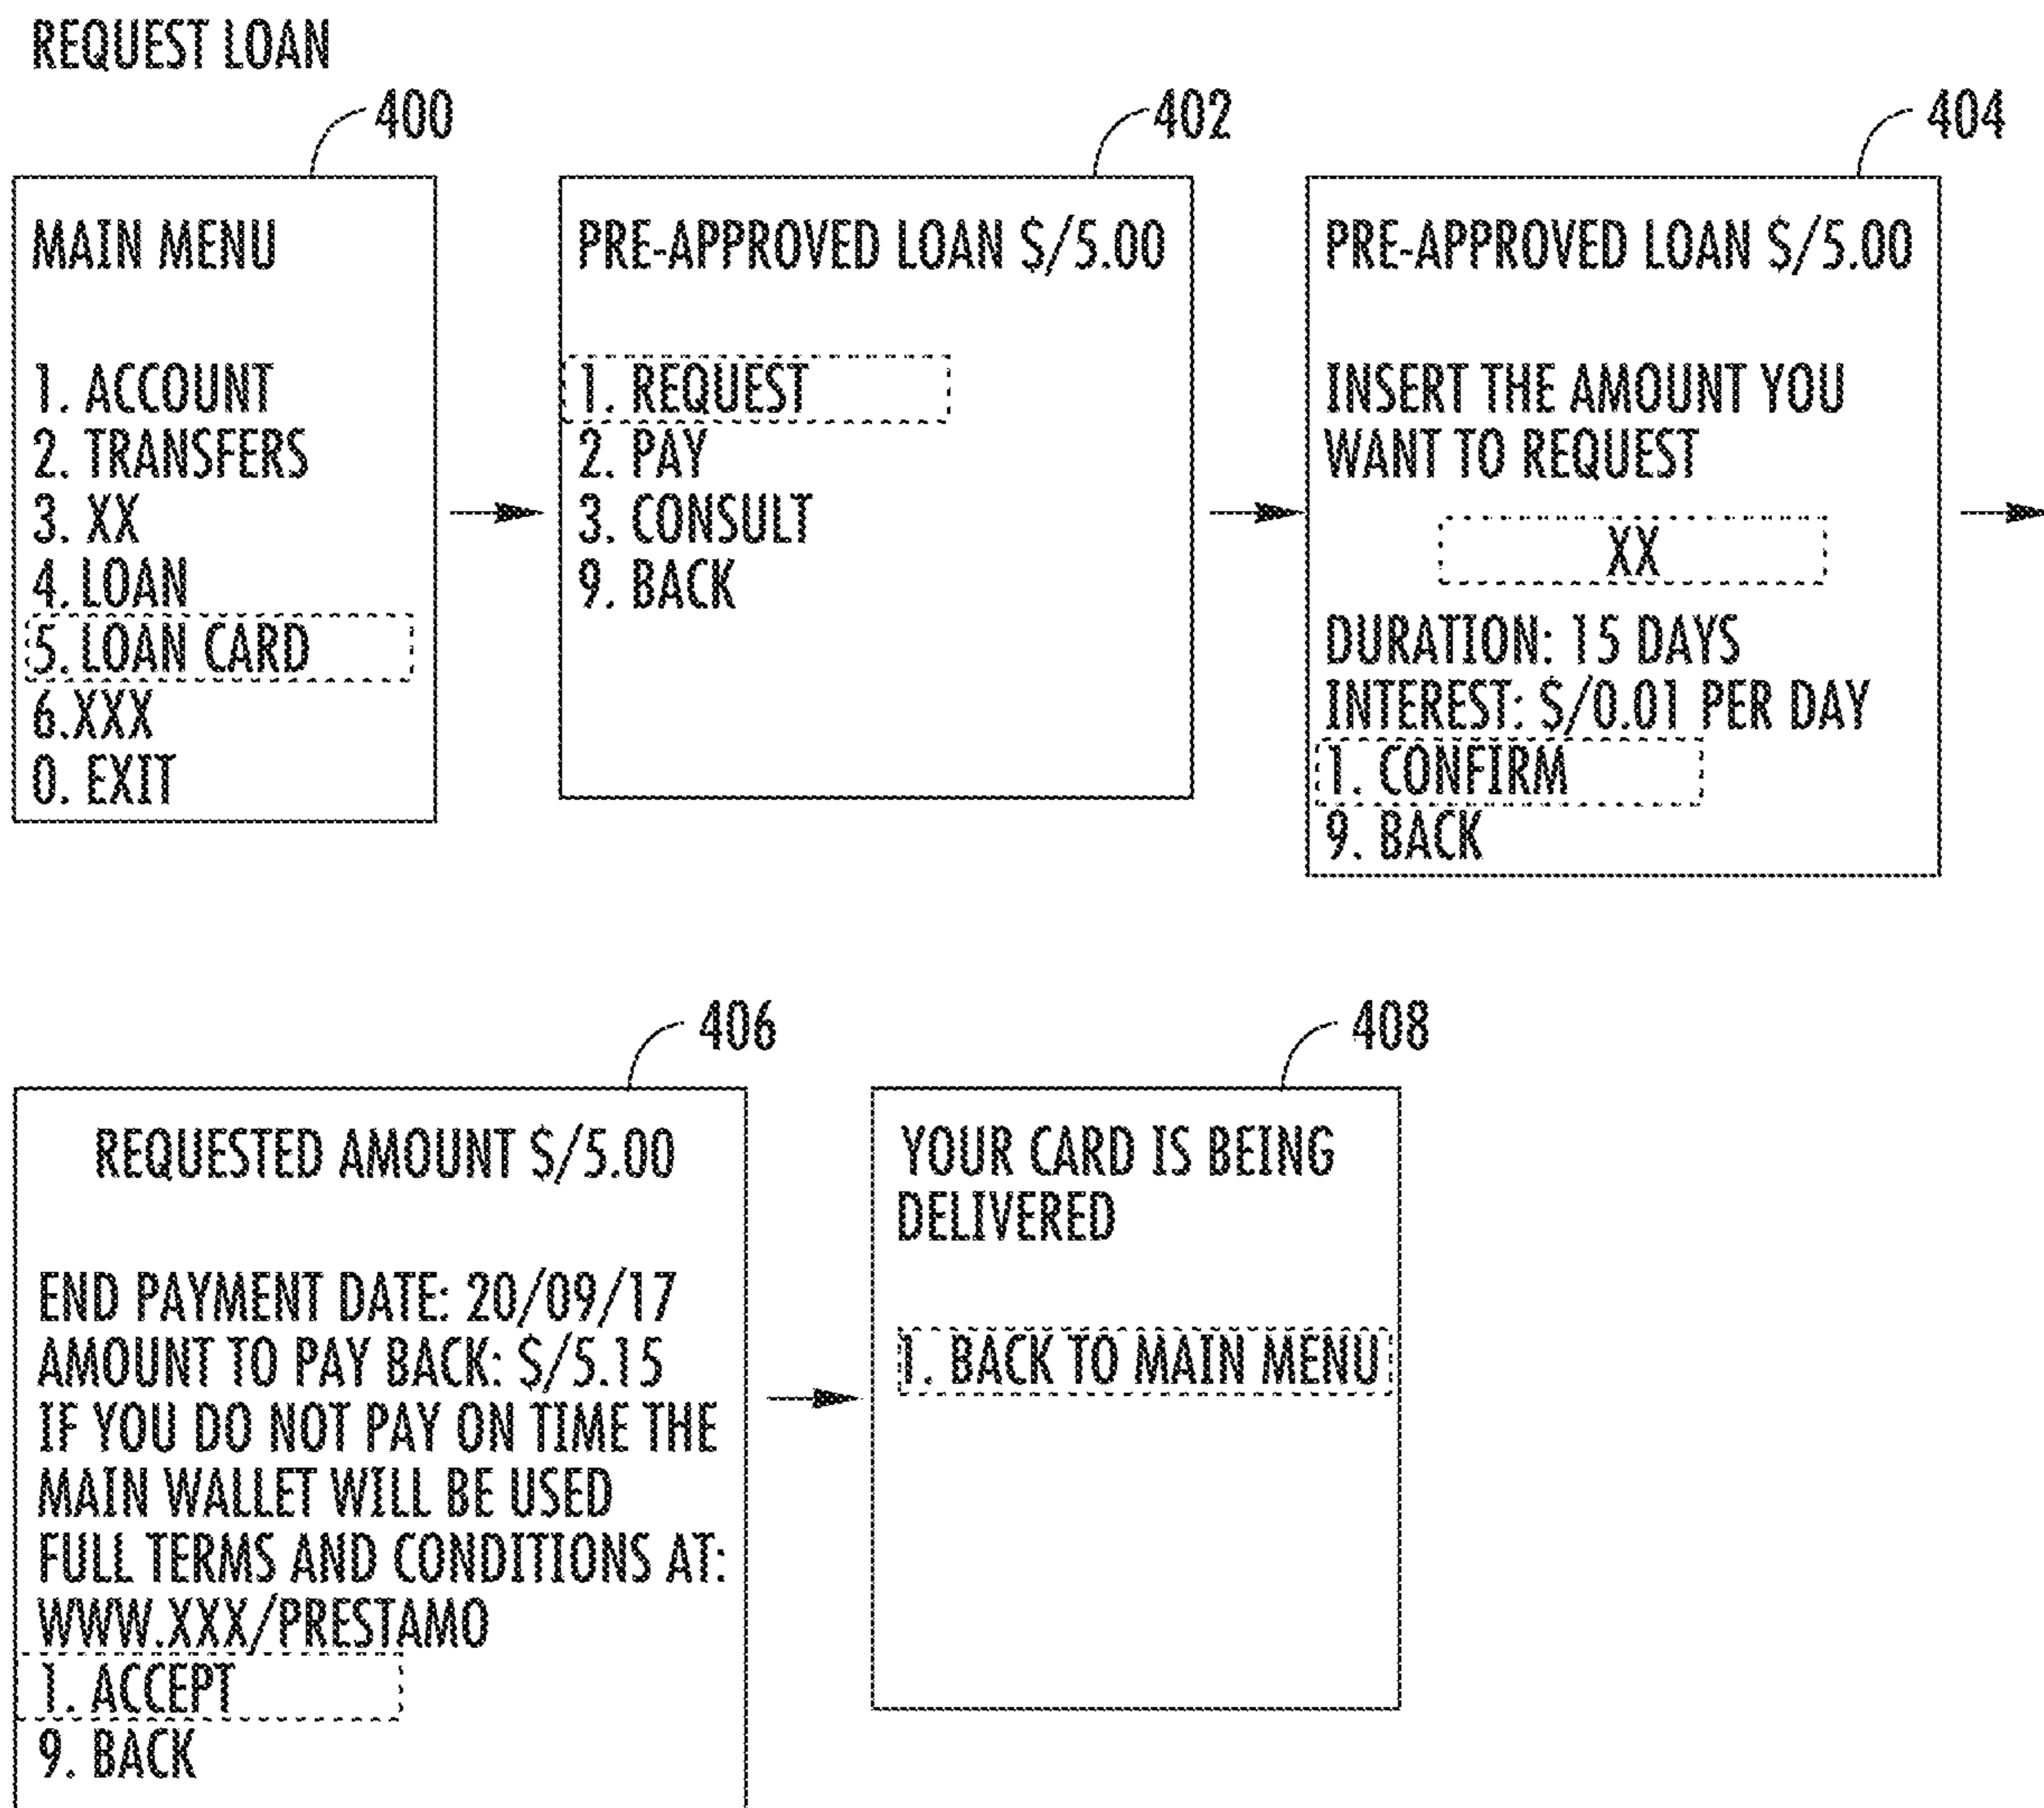 REQUEST LOAN
400
MAIN MENU
1. ACCOUNT
2. TRANSFERS
3. XX
4. LOAN
5. LOAN CARD
6.XXX
0. EXIT
402
PRE-APPROVED LOAN $/5.00
1. REQUEST
2. PAY
3. CONSULT
9. BACK
404
PRE-APPROVED LOAN $/5.00
INSERT THE AMOUNT YOU
WANT TO REQUEST
XX
DURATION: 15 DAYS
INTEREST: $/0.01 PER DAY
1. CONFIRM
9. BACK
406
REQUESTED AMOUNT $/5.00
END PAYMENT DATE: 20/09/17
AMOUNT TO PAY BACK: $/5.15
IF YOU DO NOT PAY ON TIME THE
MAIN WALLET WILL BE USED
FULL TERMS AND CONDITIONS AT:
WWW.XXX/PRESTAMO
1. ACCEPT
9. BACK
408
YOUR CARD IS BEING
DELIVERED
1. BACK TO MAIN MENU